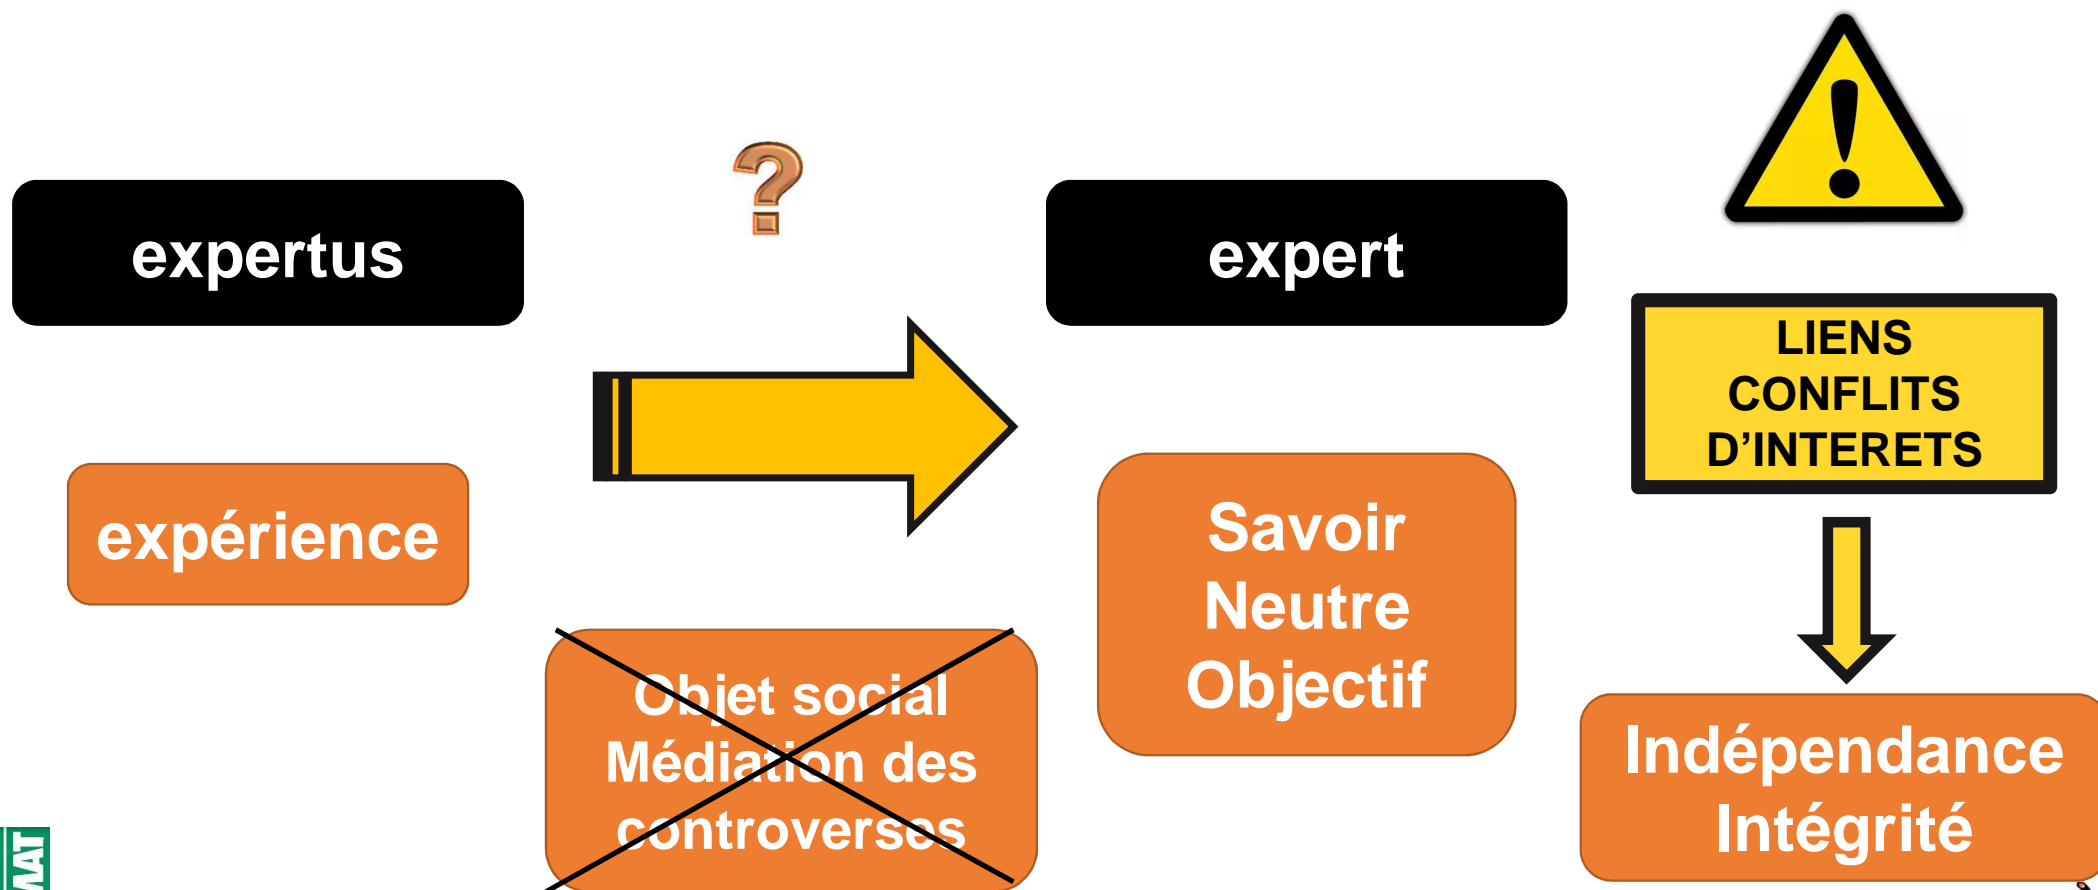 ?
expertus
expert
LIENS
CONFLITS
D'INTERETS
expérience
Savoir
Neutre
Objectif
Objet social
Médiation des
controverses
Indépendance
Intégrité